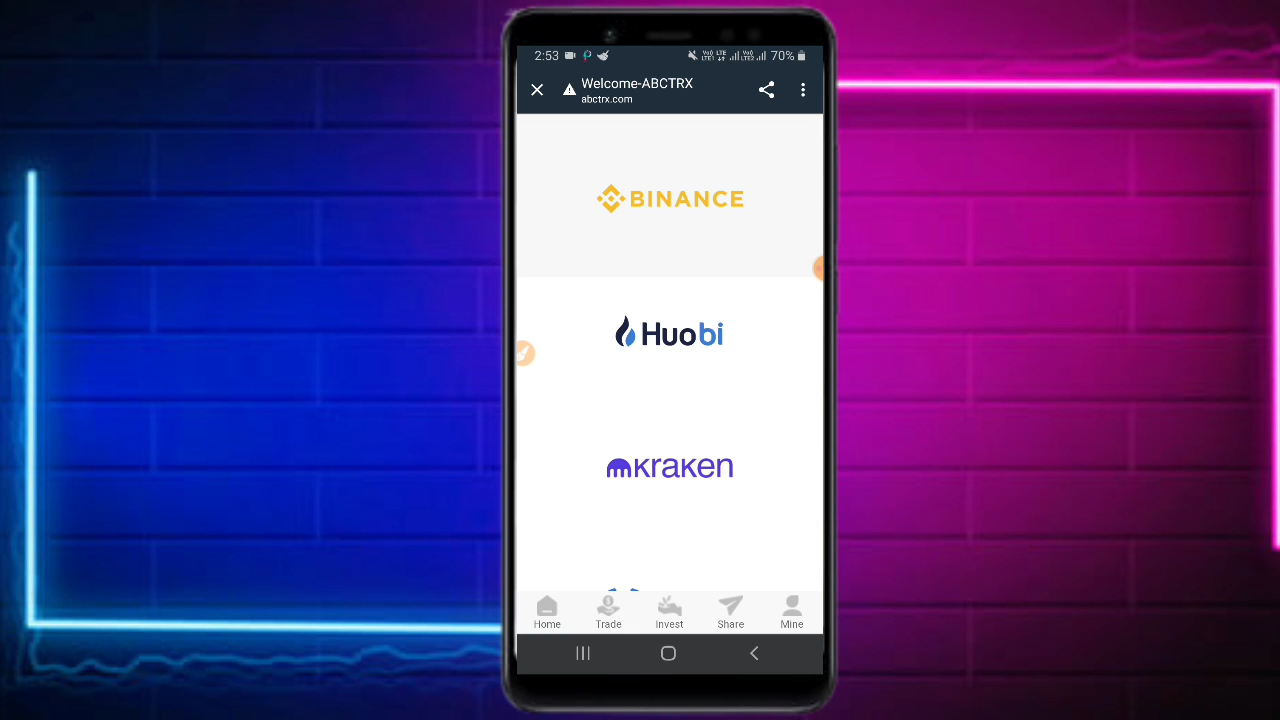 2:53
70%
Welcome-ABCTRX
abctrx.com
BINANCE
Huobi
kraken
Home
Trade
Invest
Share
Mine